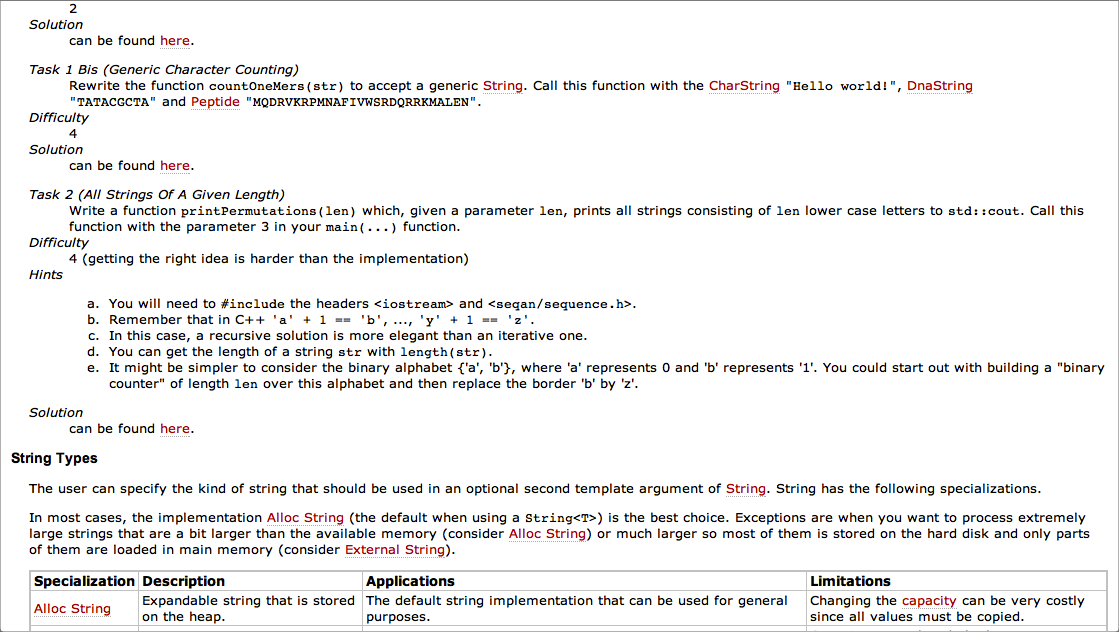 2
Solution
can be found here.
Task 1 Bis (Generic Character Counting)
Rewrite the function countOneMers(str) to accept a generic String. Call this function with the CharString "Hello world!", DnaString
"TATACGCTA" and Peptide "MQDRVKRPMNAFIVWSRDQRRKMALEN".
Difficulty
4
Solution
can be found here.
Task 2 (All Strings Of A Given Length)
Write a function printPermutations(len) which, given a parameter len, prints all strings consisting of len lower case letters to std::cout. Call this
function with the parameter 3 in your main(...) function.
Difficulty
4 (getting the right idea is harder than the implementation)
Hints
a. You will need to #include the headers <iostream> and <seqan/sequence.h>.
b. Remember that in C++ 'a' + 1 == 'b', ..., 'y' + 1 == 'z'.
c. In this case, a recursive solution is more elegant than an iterative one.
d. You can get the length of a string str with length(str).
e. It might be simpler to consider the binary alphabet {'a', 'b'}, where 'a' represents 0 and 'b' represents '1'. You could start out with building a "binary
counter" of length len over this alphabet and then replace the border 'b' by 'z'.
Solution
can be found here.
String Types
The user can specify the kind of string that should be used in an optional second template argument of String. String has the following specializations.
In most cases, the implementation Alloc String (the default when using a String<T>) is the best choice. Exceptions are when you want to process extremely
large strings that are a bit larger than the available memory (consider Alloc String) or much larger so most of them is stored on the hard disk and only parts
of them are loaded in main memory (consider External String).
Specialization Description Applications Limitations
Alloc String Expandable string that is stored The default string implementation that can be used for general Changing the capacity can be very costly
on the heap. purposes. since all values must be copied.